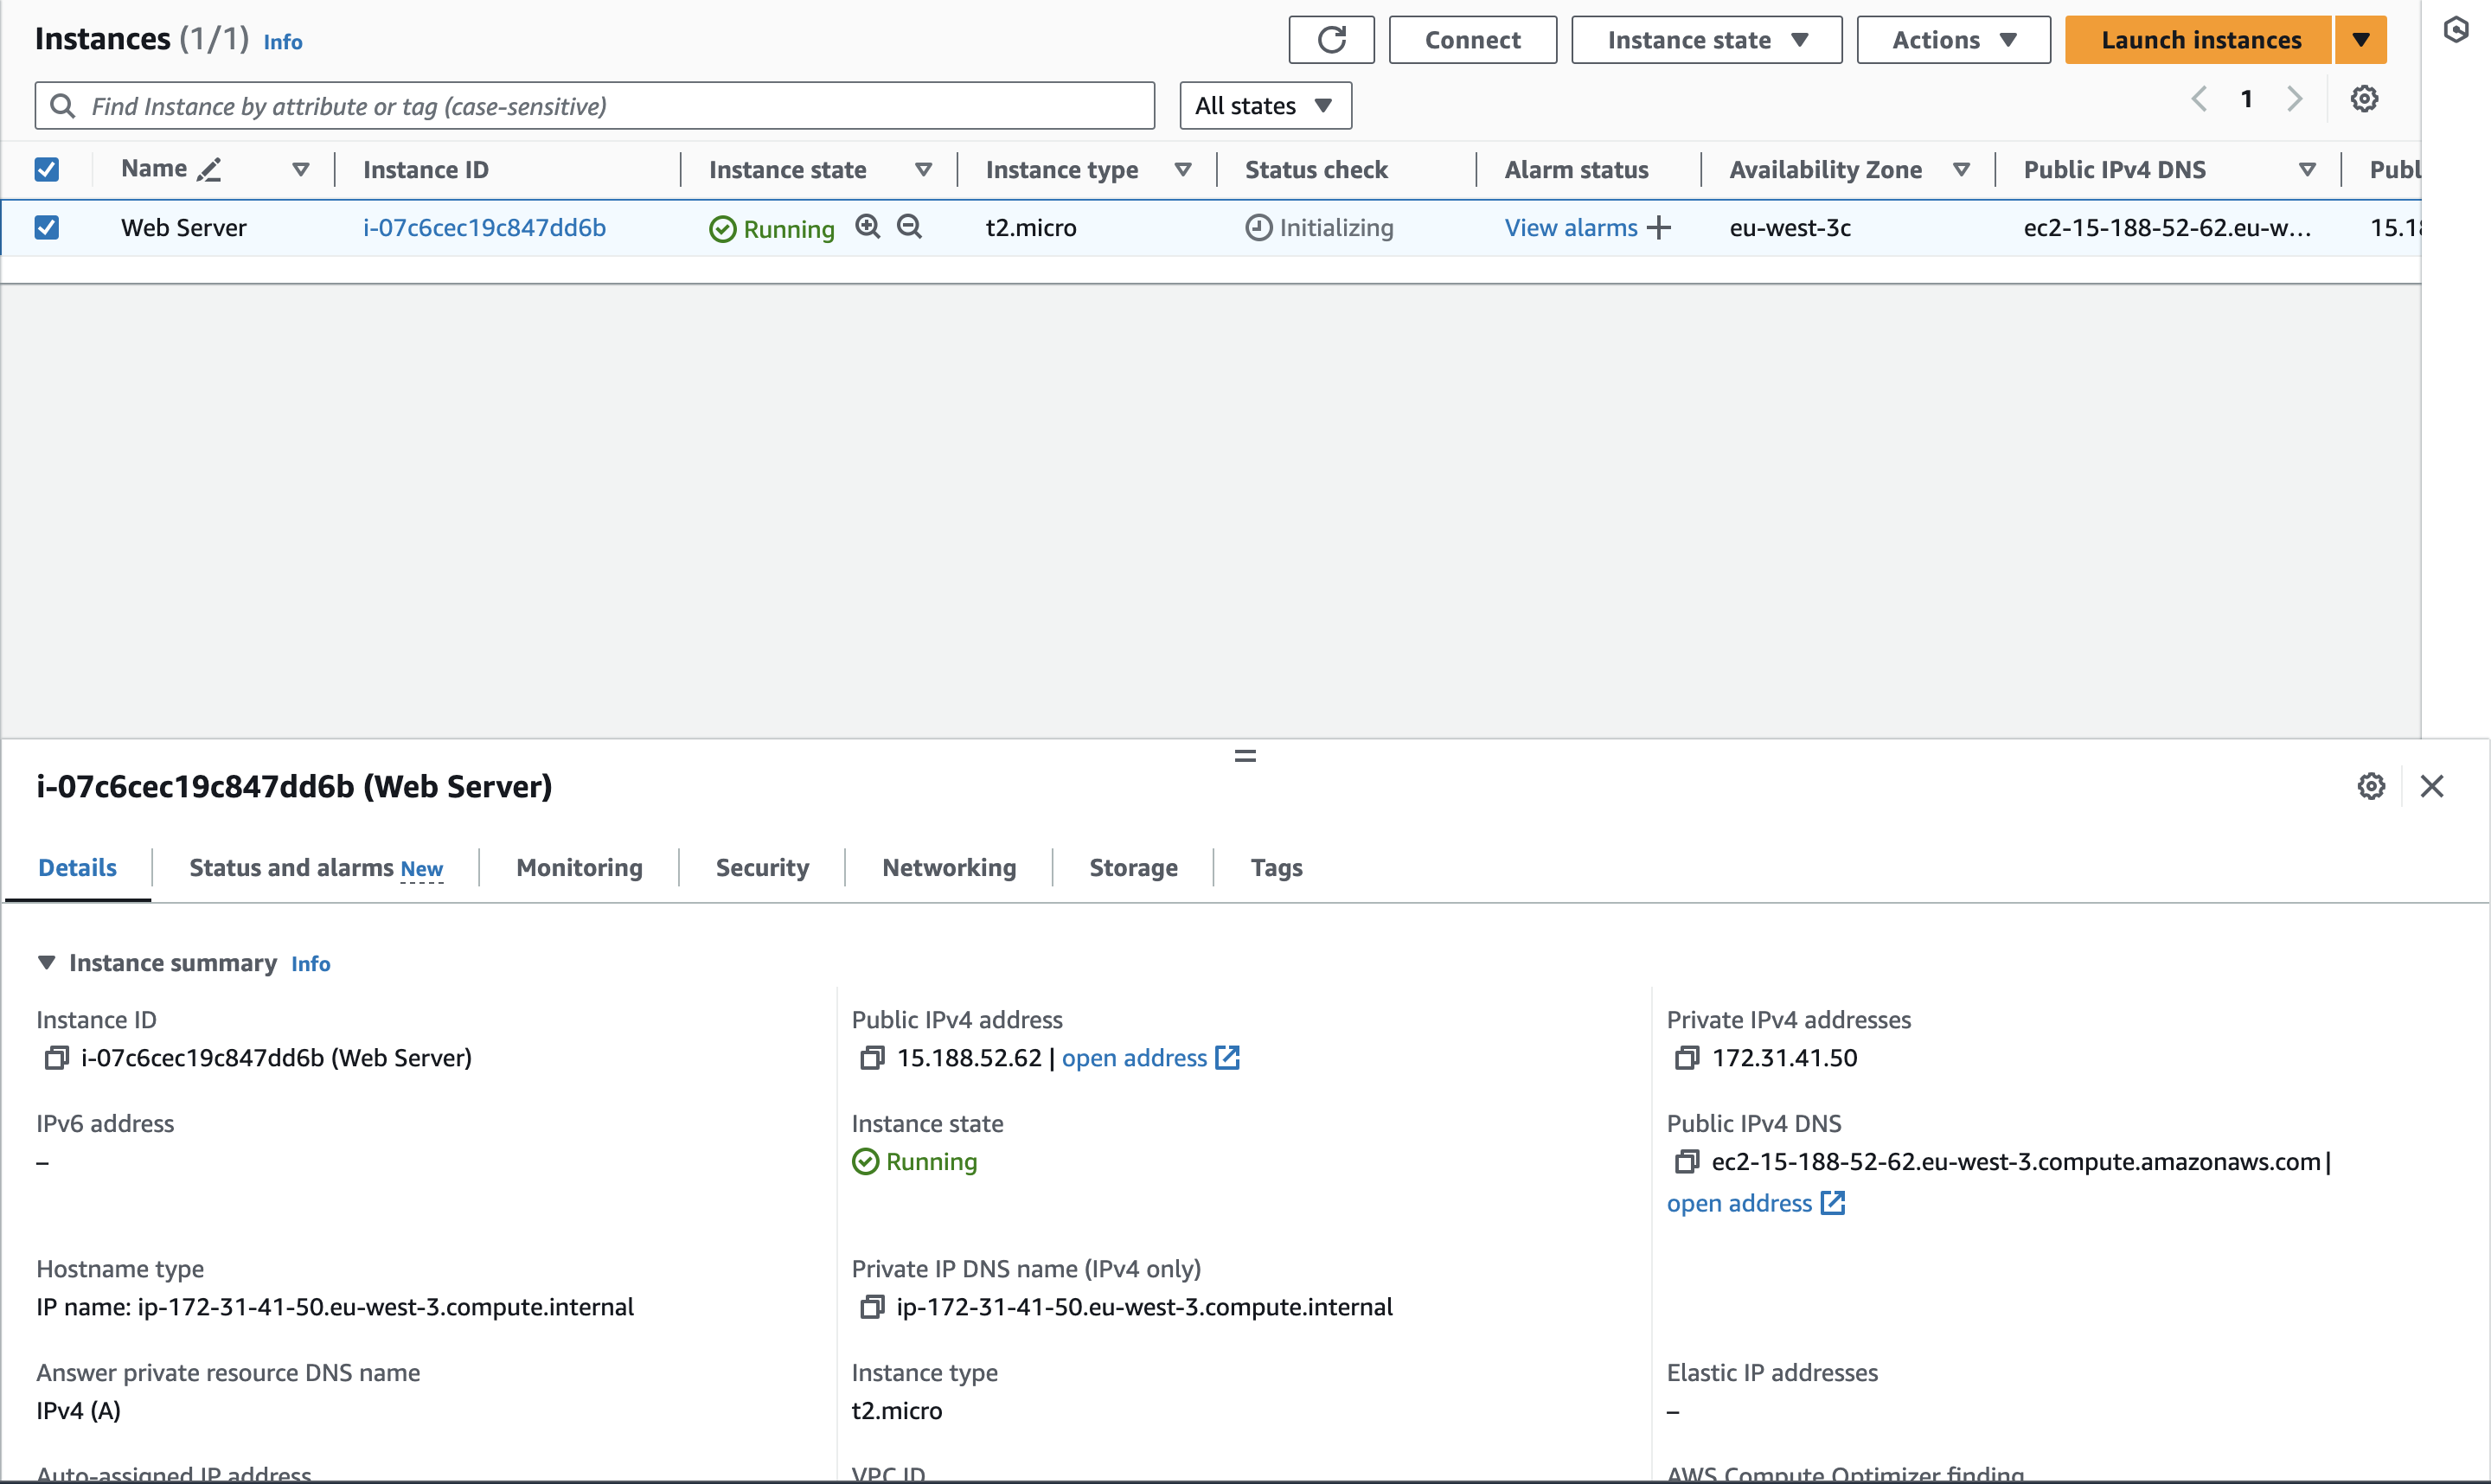 Instances (1/1) Info
Connect
Instance state
Actions
Launch instances
Find Instance by attribute or tag (case-sensitive)
All states
1
Name
Instance ID
Instance state
Instance type
Status check
Alarm status
Availability Zone
Public IPv4 DNS
Publ
Web Server
i-07c6cec19c847dd6b
Running
t2.micro
Initializing
View alarms
eu-west-3c
ec2-15-188-52-62.eu-w...
15.18
i-07c6cec19c847dd6b (Web Server)
Details
Status and alarms New
Monitoring
Security
Networking
Storage
Tags
Instance summary Info
Instance ID
i-07c6cec19c847dd6b (Web Server)
Public IPv4 address
15.188.52.62 | open address
Private IPv4 addresses
172.31.41.50
IPv6 address
–
Instance state
Running
Public IPv4 DNS
ec2-15-188-52-62.eu-west-3.compute.amazonaws.com |
open address
Hostname type
IP name: ip-172-31-41-50.eu-west-3.compute.internal
Private IP DNS name (IPv4 only)
ip-172-31-41-50.eu-west-3.compute.internal
Answer private resource DNS name
IPv4 (A)
Instance type
t2.micro
Elastic IP addresses
–
Auto-assigned IP address
VPC ID
AWS Compute Optimizer finding